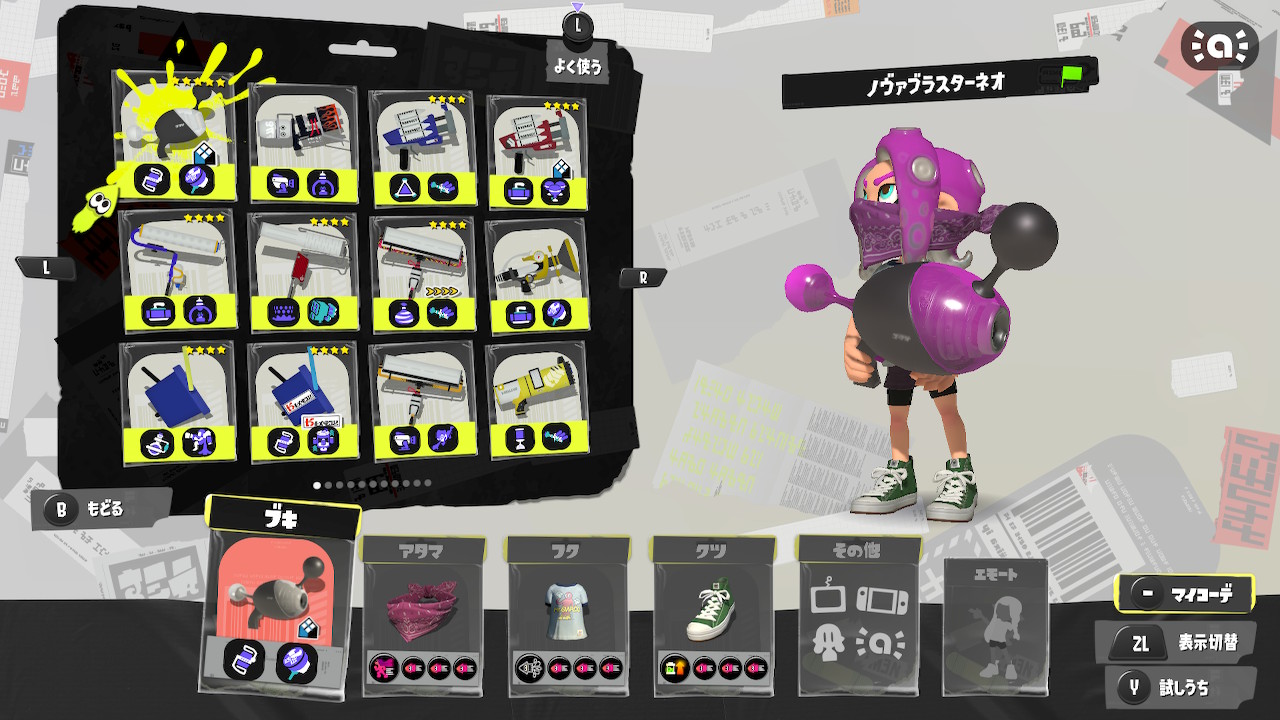 L
よく使う
ノヴァブラスターネオ
L
R
B もどる
ブキ
アタマ
フク
クツ
その他
エモート
- マイコーデ
ZL 表示切替
Y 試しうち